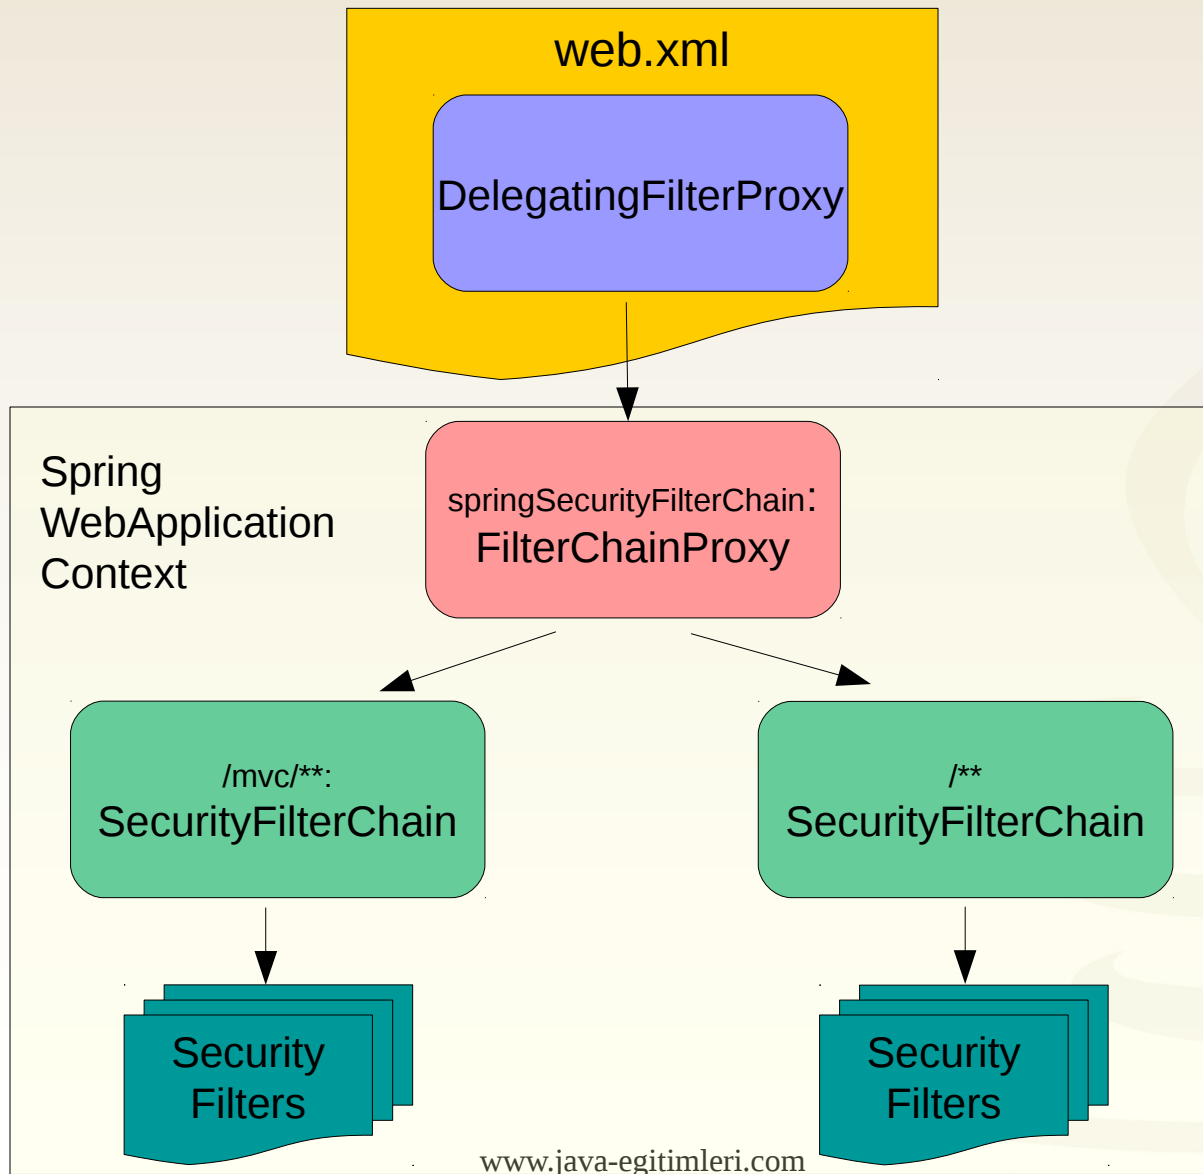 web.xml
DelegatingFilterProxy
Spring
WebApplication
Context
springSecurityFilterChain:
FilterChainProxy
/mvc/**:
SecurityFilterChain
/**
SecurityFilterChain
Security
Filters
Security
Filters
www.java-egitimleri.com